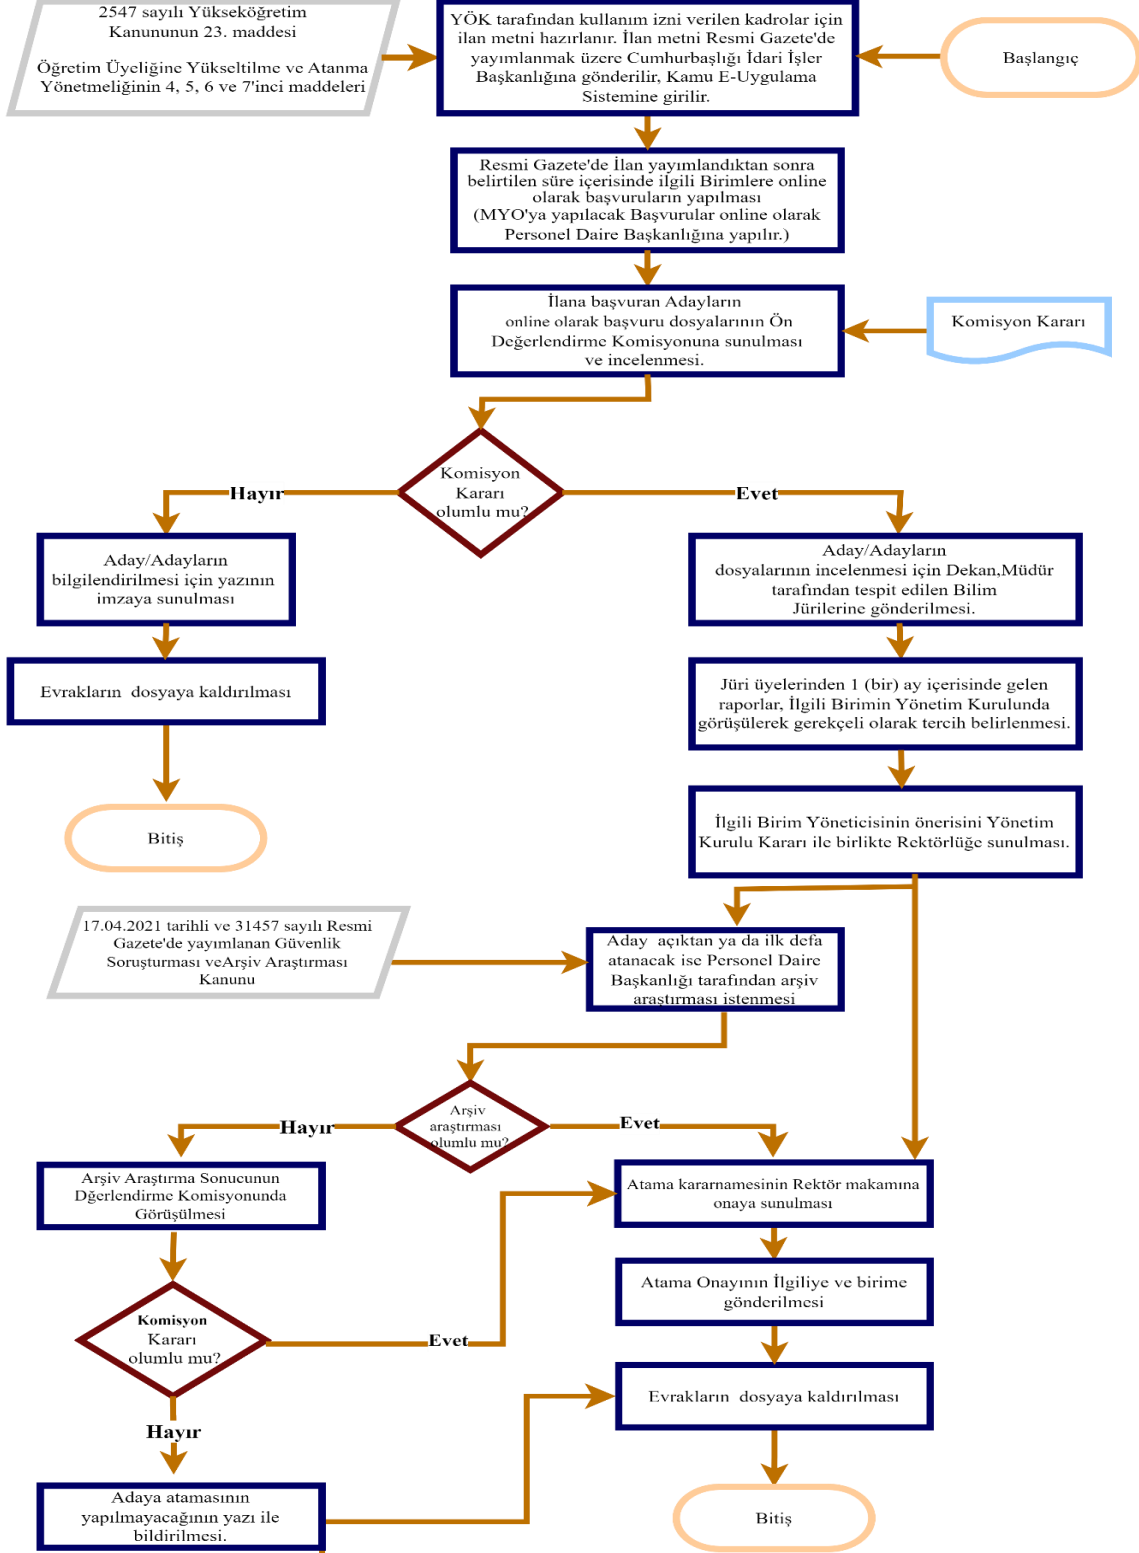 2547 sayılı Yükseköğretim
Kanununun 23. maddesi
Öğretim Üyeliğine Yükseltilme ve Atanma
Yönetmeliğinin 4, 5, 6 ve 7'inci maddeleri
YÖK tarafından kullanım izni verilen kadrolar için
ilan metni hazırlanır. İlan metni Resmi Gazete'de
yayımlanmak üzere Cumhurbaşlığı İdari İşler
Başkanlığına gönderilir, Kamu E-Uygulama
Sistemine girilir.
Başlangıç
Resmi Gazete'de İlan yayımlandıktan sonra
belirtilen süre içerisinde ilgili Birimlere online
olarak başvuruların yapılması
(MYO'ya yapılacak Başvurular online olarak
Personel Daire Başkanlığına yapılır.)
İlana başvuran Adayların
online olarak başvuru dosyalarının Ön
Değerlendirme Komisyonuna sunulması
ve incelenmesi.
Komisyon Kararı
Komisyon
Kararı
olumlu mu?
Hayır
Evet
Aday/Adayların
bilgilendirilmesi için yazının
imzaya sunulması
Aday/Adayların
dosyalarının incelenmesi için Dekan,Müdür
tarafından tespit edilen Bilim
Jürilerine gönderilmesi.
Evrakların dosyaya kaldırılması
Jüri üyelerinden 1 (bir) ay içerisinde gelen
raporlar, İlgili Birimin Yönetim Kurulunda
görüşülerek gerekçeli olarak tercih belirlenmesi.
Bitiş
İlgili Birim Yöneticisinin önerisini Yönetim
Kurulu Kararı ile birlikte Rektörlüğe sunulması.
17.04.2021 tarihli ve 31457 sayılı Resmi
Gazete'de yayımlanan Güvenlik
Soruşturması veArşiv Araştırması
Kanunu
Aday açıktan ya da ilk defa
atanacak ise Personel Daire
Başkanlığı tarafından arşiv
araştırması istenmesi
Arşiv
araştırması
olumlu mu?
Hayır
Evet
Arşiv Araştırma Sonucunun
Dğerlendirme Komisyonunda
Görüşülmesi
Atama kararnamesinin Rektör makamına
onaya sunulması
Atama Onayının İlgiliye ve birime
gönderilmesi
Komisyon
Kararı
olumlu mu?
Evet
Hayır
Evrakların dosyaya kaldırılması
Adaya atamasının
yapılmayacağının yazı ile
bildirilmesi.
Bitiş